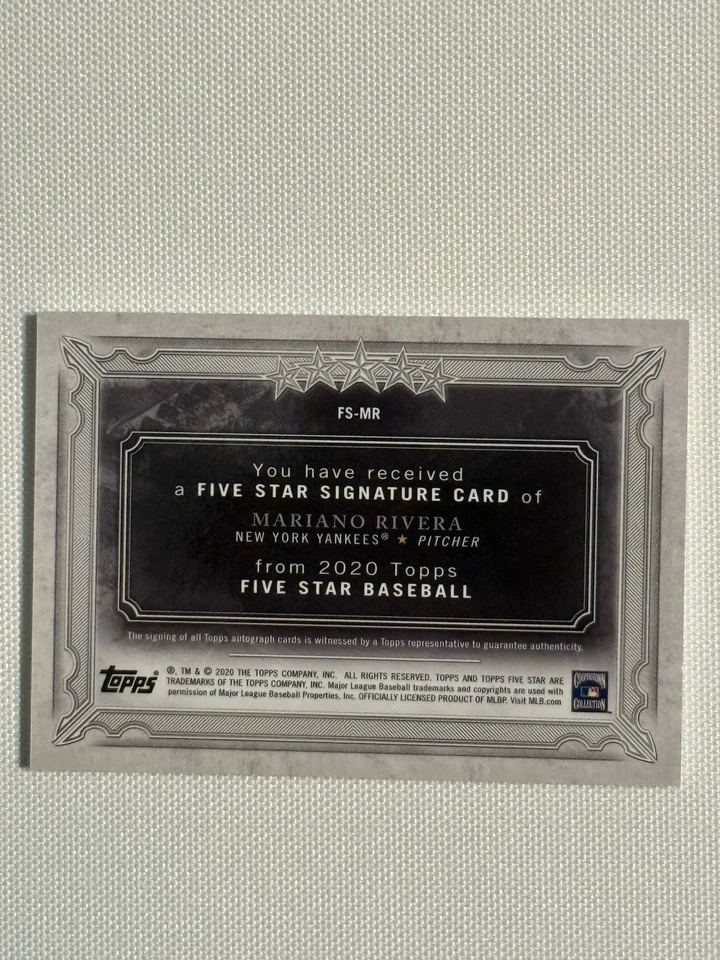 FS-MR
You have received
a FIVE STAR SIGNATURE CARD of
MARIANO RIVERA
NEW YORK YANKEES® ★ PITCHER
from 2020 Topps
FIVE STAR BASEBALL
The signing of all Topps autograph cards is witnessed by a Topps representative to guarantee authenticity.
topps®
®, TM & © 2020 THE TOPPS COMPANY, INC. ALL RIGHTS RESERVED. TOPPS AND TOPPS FIVE STAR ARE
TRADEMARKS OF THE TOPPS COMPANY, INC. Major League Baseball trademarks and copyrights are used with
permission of Major League Baseball Properties, Inc. OFFICIALLY LICENSED PRODUCT OF MLBP. Visit MLB.com
COOPERSTOWN
COLLECTION